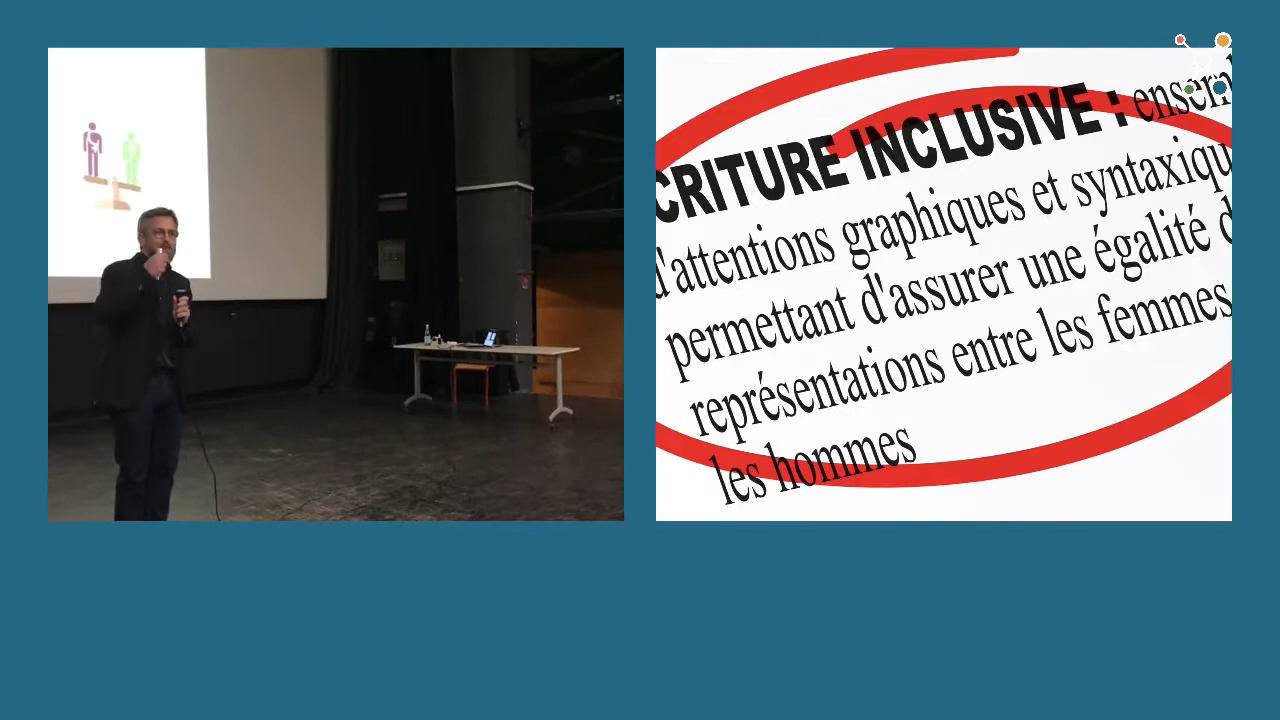 CRITURE INCLUSIVE : ensem
d'attentions graphiques et syntaxiqu
permettant d'assurer une égalité d
représentations entre les femmes
les hommes